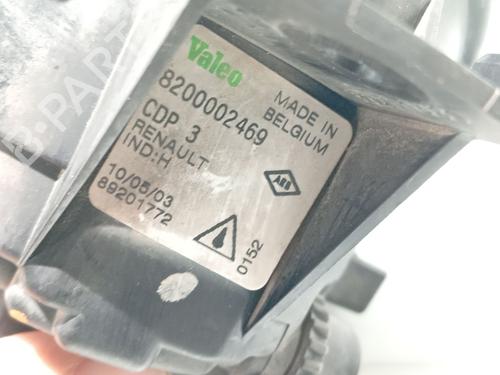 Valeo
8200002469
MADE IN
BELGIUM
CDP 3
RENAULT
IND:H
10/05/03
89201772
0152